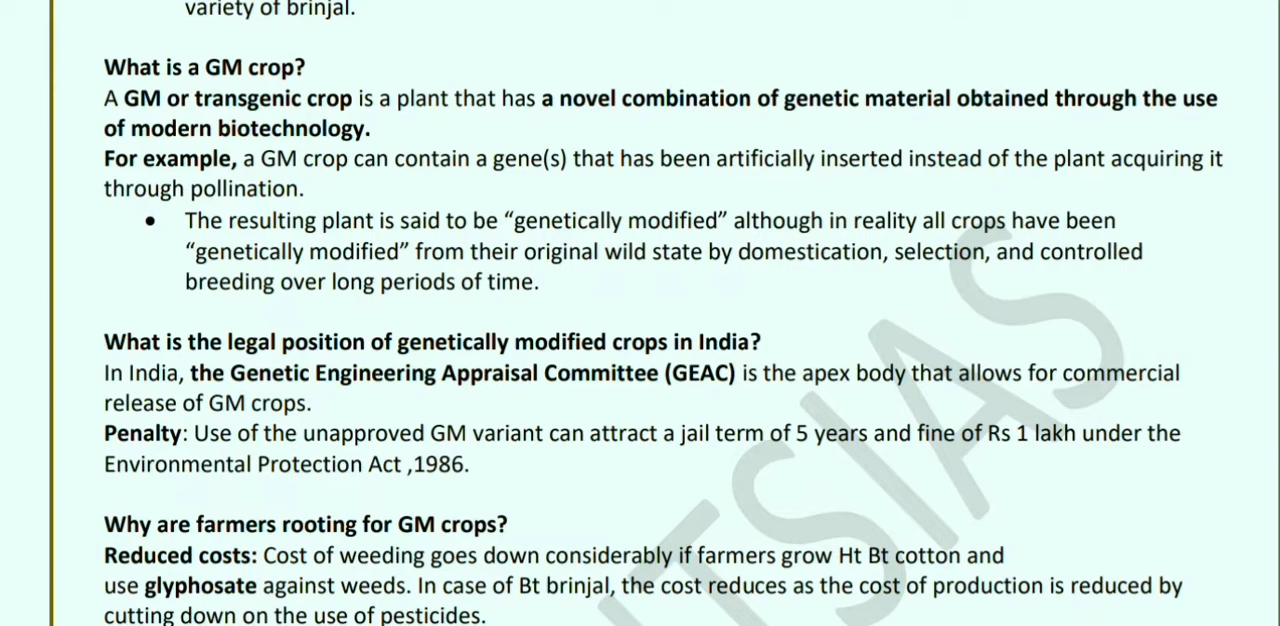 variety of brinjal.
What is a GM crop?
A GM or transgenic crop is a plant that has a novel combination of genetic material obtained through the use
of modern biotechnology.
For example, a GM crop can contain a gene(s) that has been artificially inserted instead of the plant acquiring it
through pollination.
• The resulting plant is said to be “genetically modified” although in reality all crops have been
“genetically modified” from their original wild state by domestication, selection, and controlled
breeding over long periods of time.
What is the legal position of genetically modified crops in India?
In India, the Genetic Engineering Appraisal Committee (GEAC) is the apex body that allows for commercial
release of GM crops.
Penalty: Use of the unapproved GM variant can attract a jail term of 5 years and fine of Rs 1 lakh under the
Environmental Protection Act ,1986.
Why are farmers rooting for GM crops?
Reduced costs: Cost of weeding goes down considerably if farmers grow Ht Bt cotton and
use glyphosate against weeds. In case of Bt brinjal, the cost reduces as the cost of production is reduced by
cutting down on the use of pesticides.
TSIAS